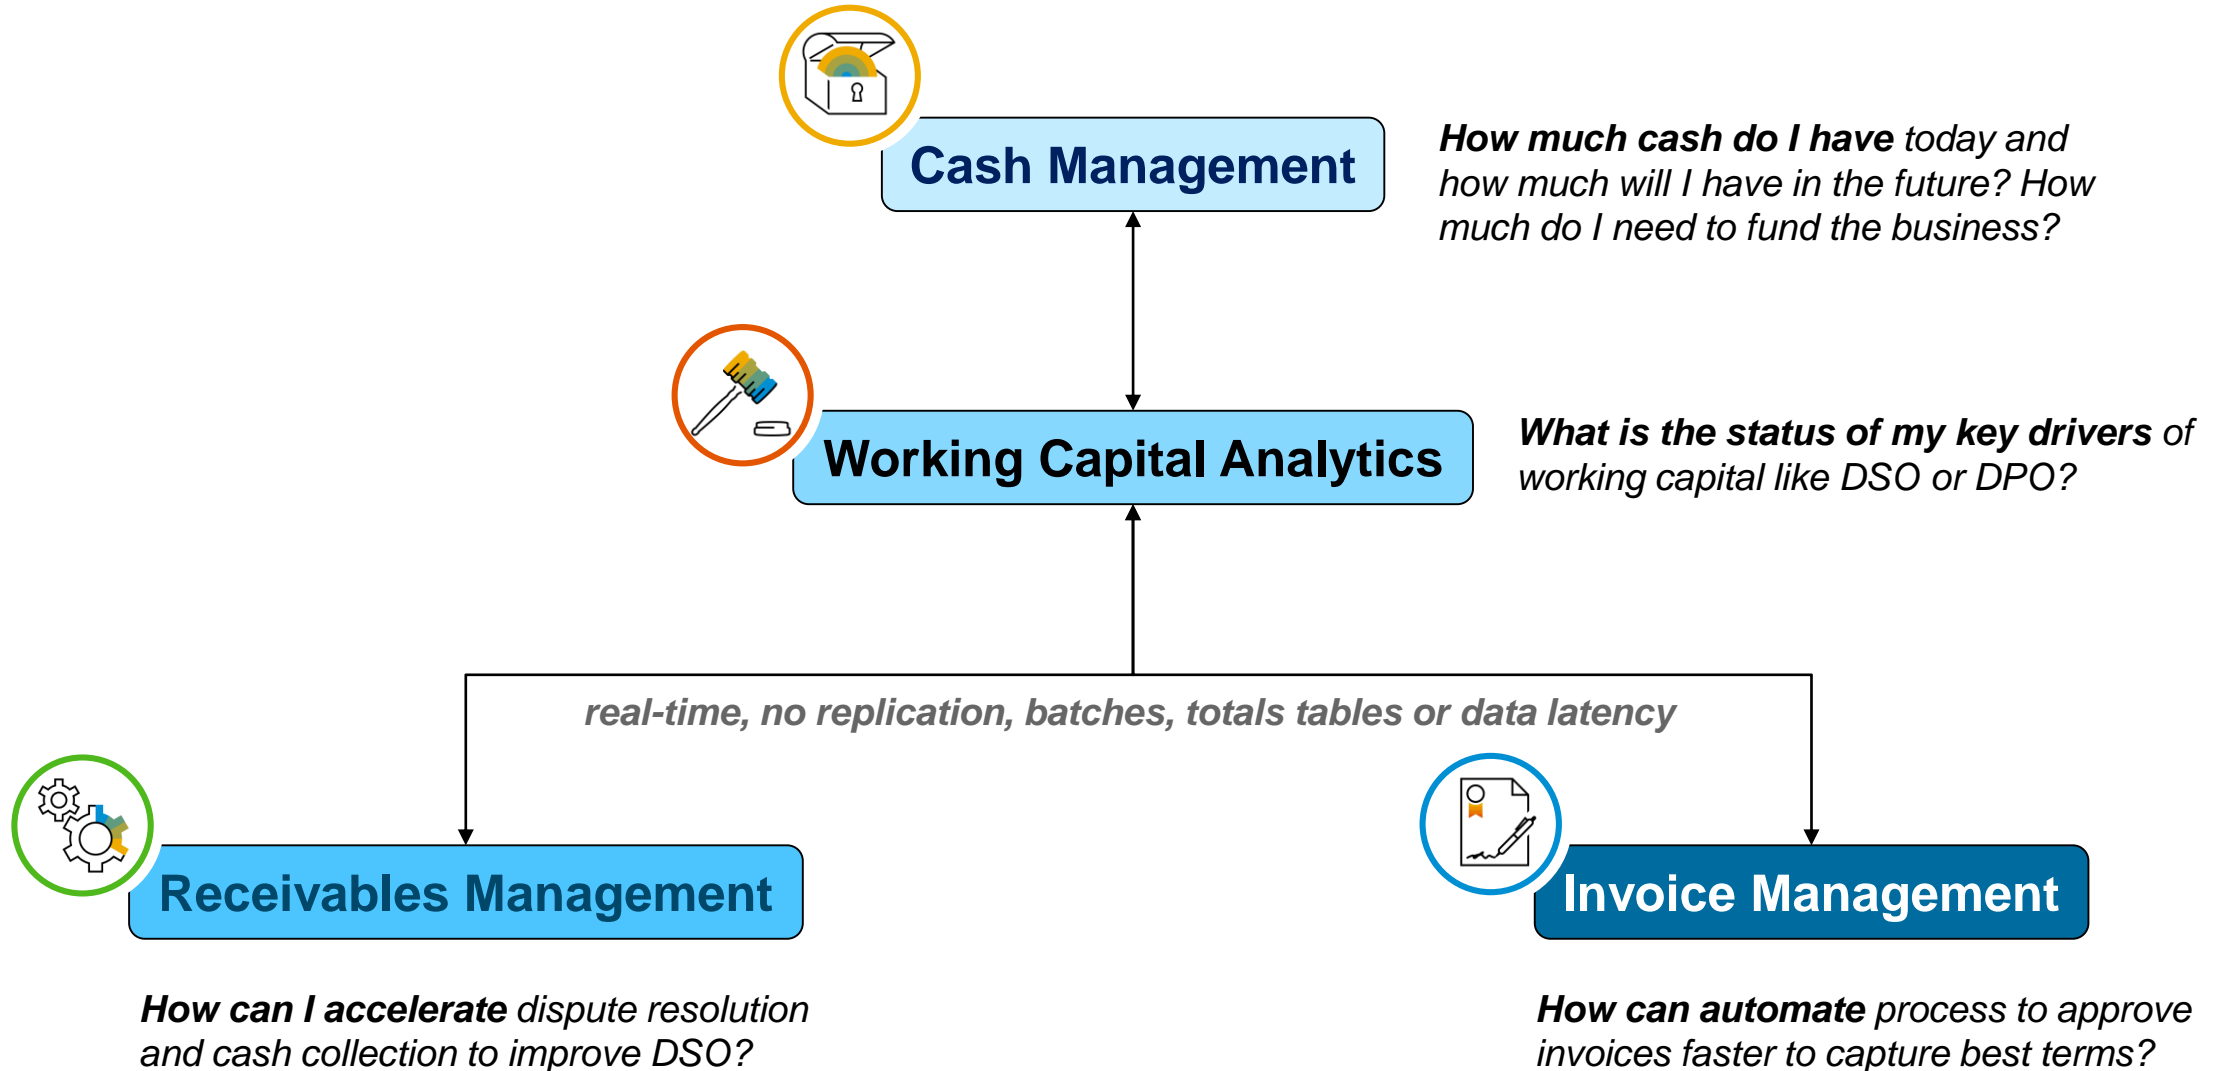 Cash Management
How much cash do I have today and
how much will I have in the future? How
much do I need to fund the business?
Working Capital Analytics
What is the status of my key drivers of
working capital like DSO or DPO?
real-time, no replication, batches, totals tables or data latency
Receivables Management
How can I accelerate dispute resolution
and cash collection to improve DSO?
Invoice Management
How can automate process to approve
invoices faster to capture best terms?